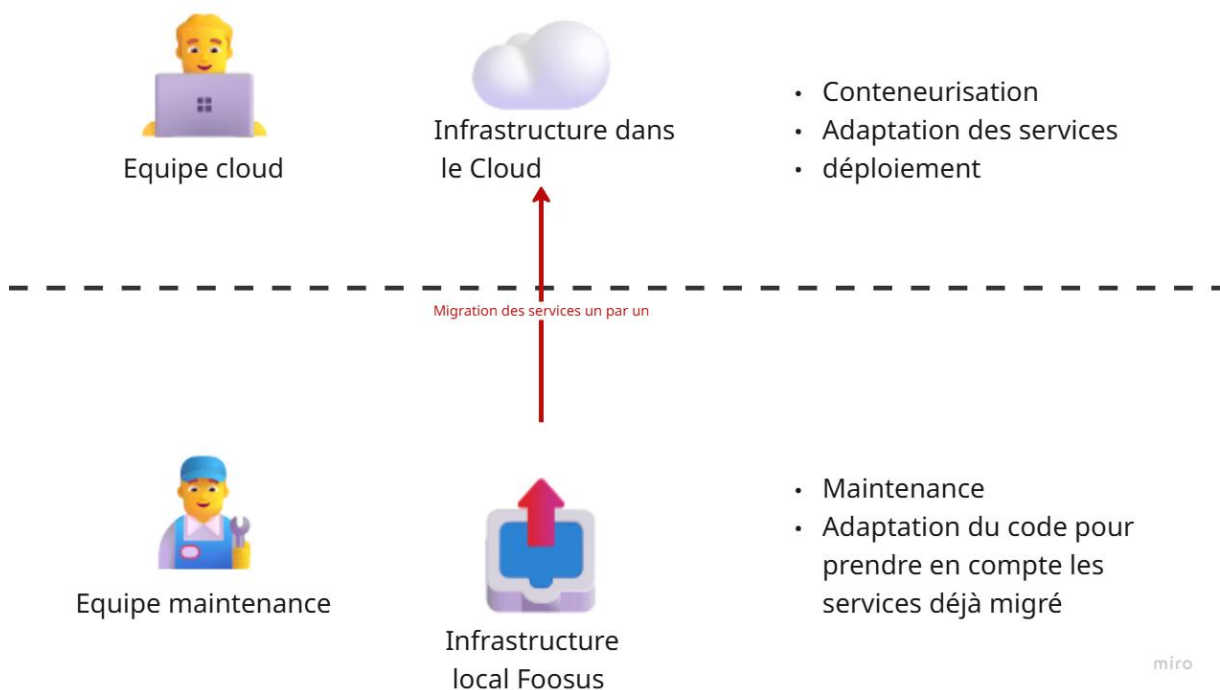 Equipe cloud
Infrastructure dans
le Cloud
• Conteneurisation
• Adaptation des services
• déploiement
Migration des services un par un
Equipe maintenance
Infrastructure
local Foosus
• Maintenance
• Adaptation du code pour
prendre en compte les
services déjà migré
miro